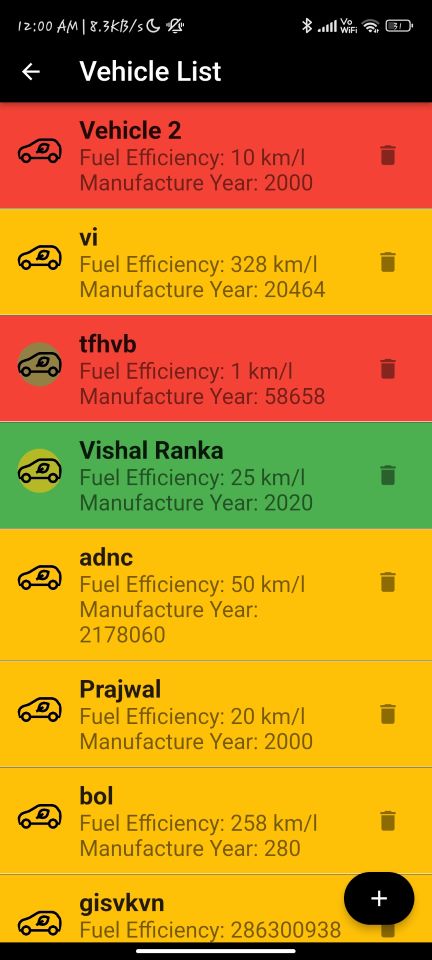 12:00 AM | 8.3KB/s
Vo
WiFi
31
Vehicle List
Vehicle 2
Fuel Efficiency: 10 km/l
Manufacture Year: 2000
vi
Fuel Efficiency: 328 km/l
Manufacture Year: 20464
tfhvb
Fuel Efficiency: 1 km/l
Manufacture Year: 58658
Vishal Ranka
Fuel Efficiency: 25 km/l
Manufacture Year: 2020
adnc
Fuel Efficiency: 50 km/l
Manufacture Year:
2178060
Prajwal
Fuel Efficiency: 20 km/l
Manufacture Year: 2000
bol
Fuel Efficiency: 258 km/l
Manufacture Year: 280
gisvkvn
Fuel Efficiency: 286300938